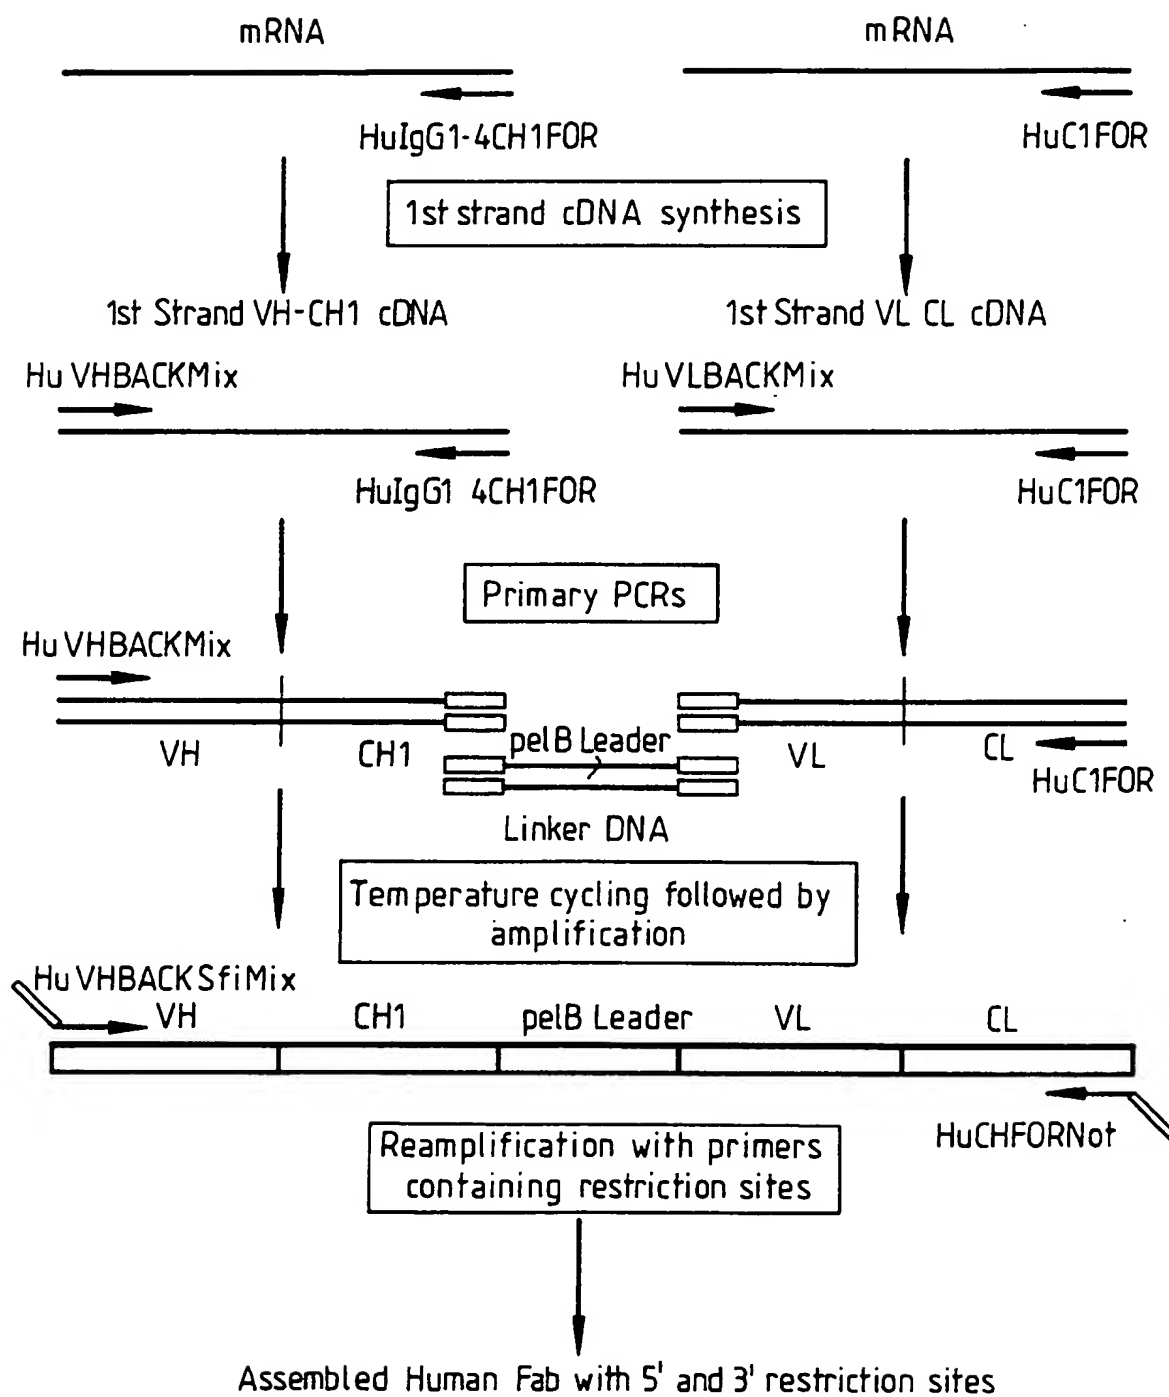 mRNA
mRNA
HuIgG1-4CH1FOR
HuC1FOR
1st strand cDNA synthesis
1st Strand VH-CH1 cDNA
1st Strand VL CL cDNA
Hu VHBACKMix
Hu VLBACKMix
HuIgG1 4CH1FOR
HuC1FOR
Primary PCRs
Hu VHBACKMix
VH
CH1
pelB Leader
VL
CL
HuC1FOR
Linker DNA
Temperature cycling followed by
amplification
Hu VHBACKSfiMix
VH
CH1
pelB Leader
VL
CL
HuCHFORNot
Reamplification with primers
containing restriction sites
Assembled Human Fab with 5' and 3' restriction sites